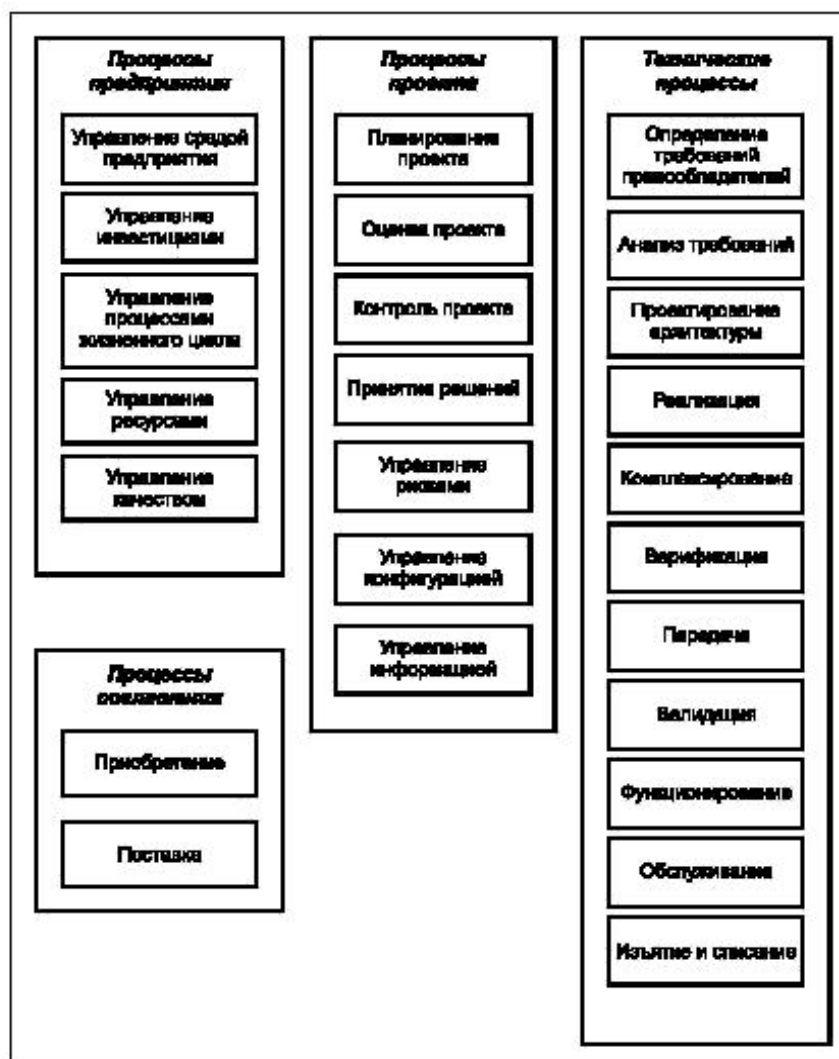 Процессы
предприятия
Управление средой
предприятия
Управление
инвестициями
Управление
процессами
жизненного цикла
Управление
ресурсами
Управление
качеством
Процессы
соглашения
Приобретение
Поставка
Процессы
проекта
Планирование
проекта
Оценка проекта
Контроль проекта
Принятие решений
Управление
рисками
Управление
конфигурацией
Управление
информацией
Технические
процессы
Определение
требований
правообладателей
Анализ требований
Проектирование
архитектуры
Реализация
Комплексирование
Верификация
Передача
Валидация
Функционирование
Обслуживание
Изъятие и списание